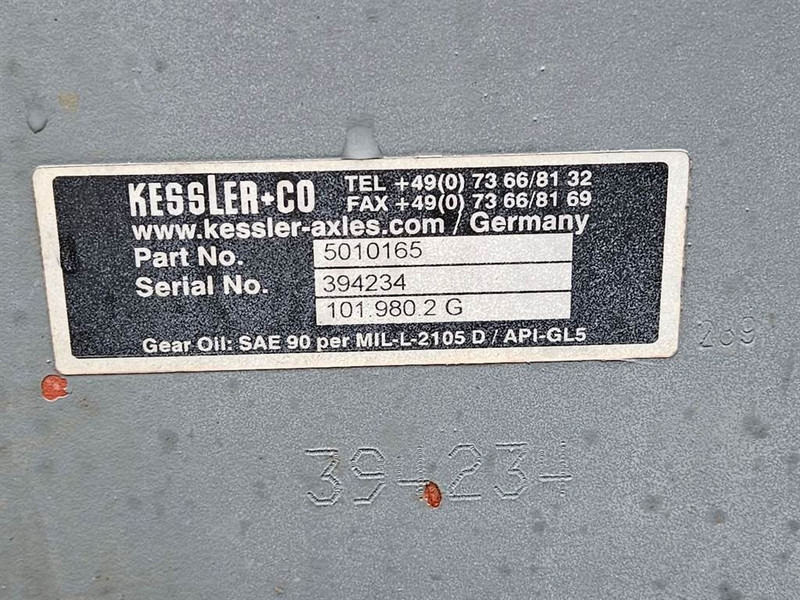 KESSLER+CO
TEL +49(0) 73 66/81 32
FAX +49(0) 73 66/81 69
www.kessler-axles.com / Germany
Part No. 5010165
Serial No. 394234
101.980.2 G
Gear Oil: SAE 90 per MIL-L-2105 D / API-GL5
289
394234